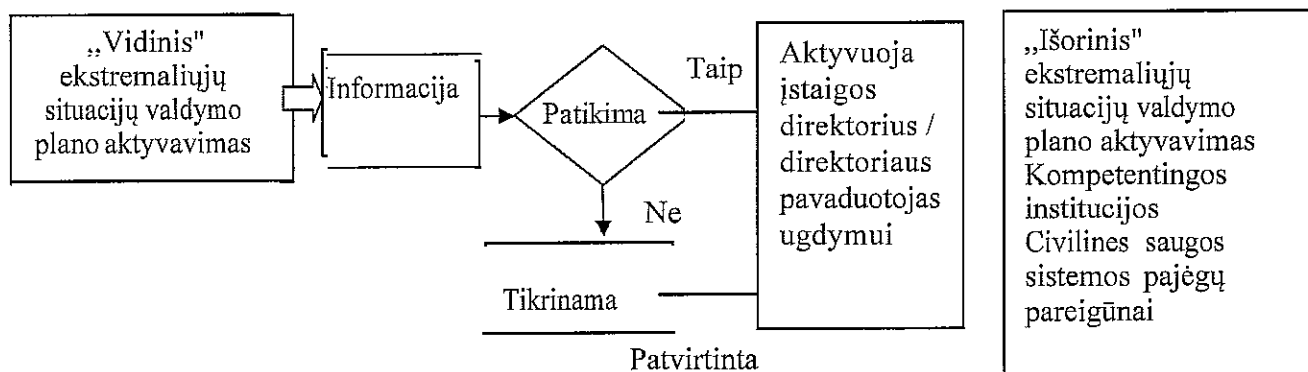 „Vidinis"
ekstremaliųjų
situacijų valdymo
plano aktyvavimas
Informacija
Patikima
Taip
Ne
Tikrinama
Patvirtinta
Aktyvuoja
įstaigos
direktorius /
direktoriaus
pavaduotojas
ugdymui
„Išorinis"
ekstremaliųjų
situacijų valdymo
plano aktyvavimas
Kompetentingos
institucijos
Civilines saugos
sistemos pajėgų
pareigūnai